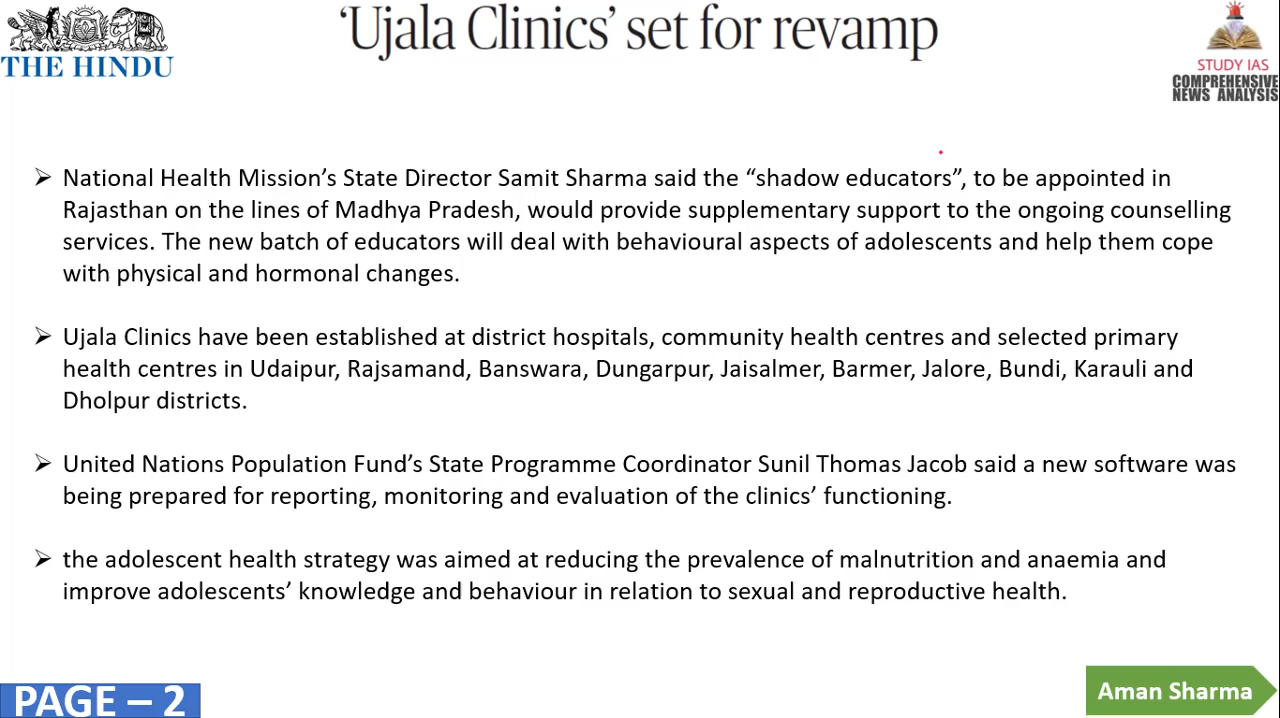 ‘Ujala Clinics’ set for revamp
THE HINDU
STUDY IAS
COMPREHENSIVE
NEWS ANALYSIS
➢ National Health Mission’s State Director Samit Sharma said the “shadow educators”, to be appointed in
Rajasthan on the lines of Madhya Pradesh, would provide supplementary support to the ongoing counselling
services. The new batch of educators will deal with behavioural aspects of adolescents and help them cope
with physical and hormonal changes.
➢ Ujala Clinics have been established at district hospitals, community health centres and selected primary
health centres in Udaipur, Rajsamand, Banswara, Dungarpur, Jaisalmer, Barmer, Jalore, Bundi, Karauli and
Dholpur districts.
➢ United Nations Population Fund’s State Programme Coordinator Sunil Thomas Jacob said a new software was
being prepared for reporting, monitoring and evaluation of the clinics’ functioning.
➢ the adolescent health strategy was aimed at reducing the prevalence of malnutrition and anaemia and
improve adolescents’ knowledge and behaviour in relation to sexual and reproductive health.
PAGE – 2
Aman Sharma